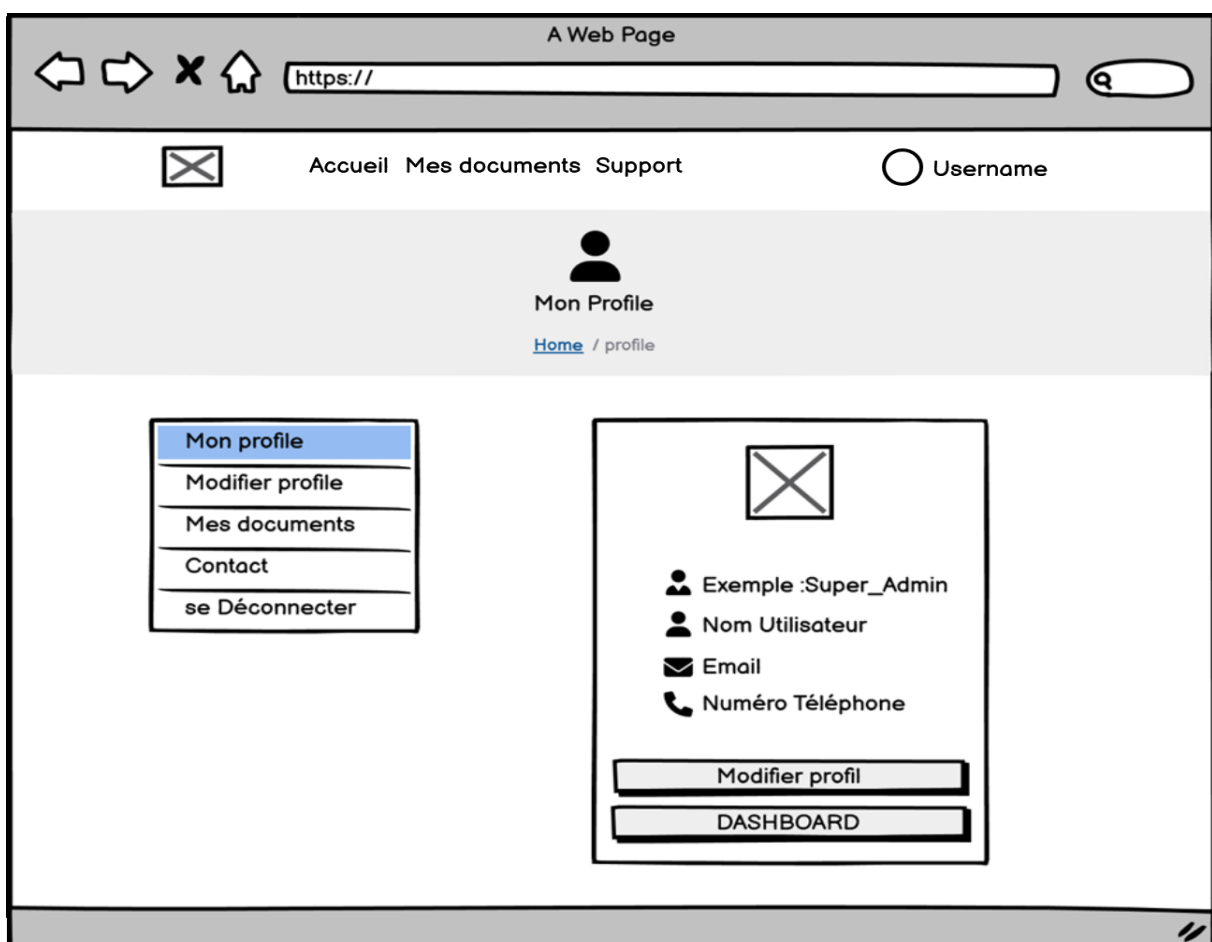 A Web Page
https://
Accueil Mes documents Support Username
Mon Profile
Home / profile
Mon profile
Modifier profile
Mes documents
Contact
se Déconnecter
Exemple :Super_Admin
Nom Utilisateur
Email
Numéro Téléphone
Modifier profil
DASHBOARD